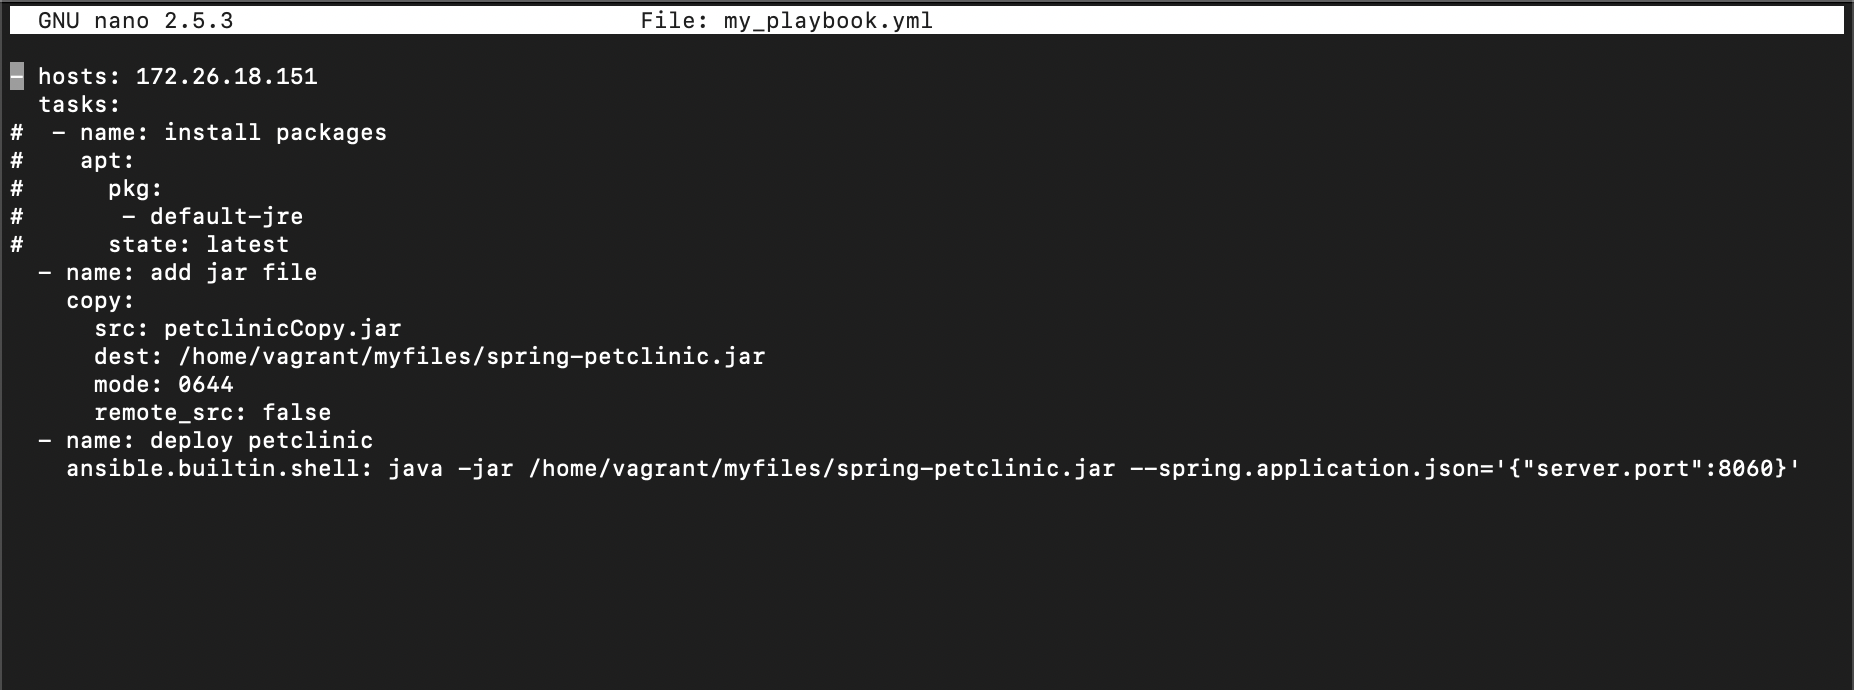 GNU nano 2.5.3 File: my_playbook.yml
- hosts: 172.26.18.151
  tasks:
#  - name: install packages
#    apt:
#      pkg:
#       - default-jre
#      state: latest
  - name: add jar file
    copy:
      src: petclinicCopy.jar
      dest: /home/vagrant/myfiles/spring-petclinic.jar
      mode: 0644
      remote_src: false
  - name: deploy petclinic
    ansible.builtin.shell: java -jar /home/vagrant/myfiles/spring-petclinic.jar --spring.application.json='{"server.port":8060}'